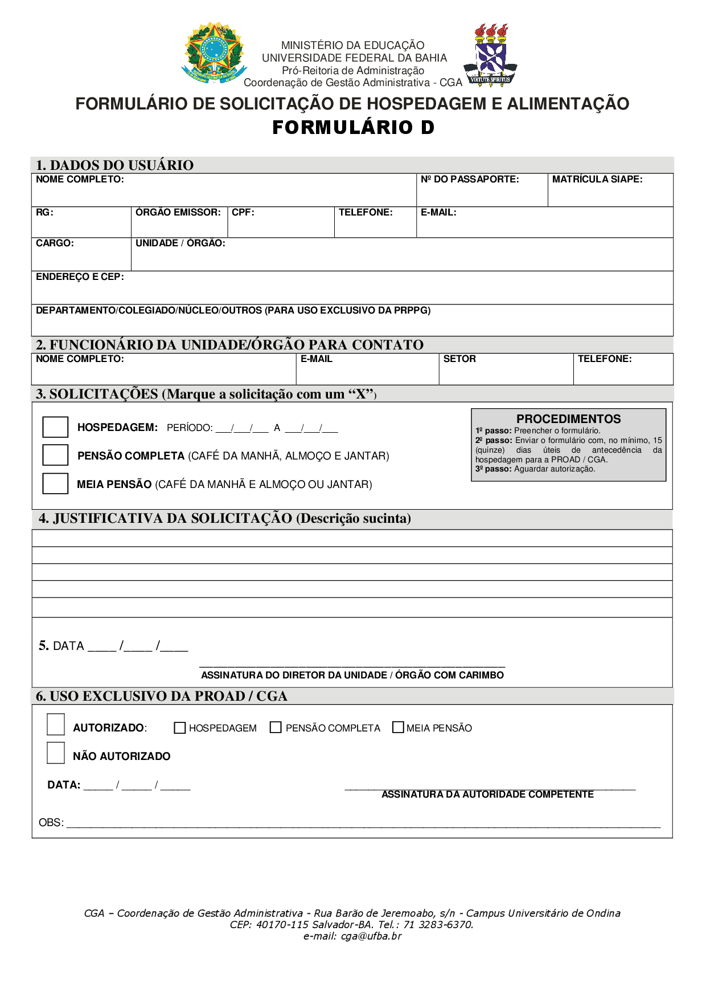 MINISTÉRIO DA EDUCAÇÃO
UNIVERSIDADE FEDERAL DA BAHIA
Pró-Reitoria de Administração
Coordenação de Gestão Administrativa - CGA
VIRTUTE SPIRITUS
FORMULÁRIO DE SOLICITAÇÃO DE HOSPEDAGEM E ALIMENTAÇÃO
FORMULÁRIO D
1. DADOS DO USUÁRIO
NOME COMPLETO: Nº DO PASSAPORTE: MATRÍCULA SIAPE:
RG: ÓRGÃO EMISSOR: CPF: TELEFONE: E-MAIL:
CARGO: UNIDADE / ÓRGÃO:
ENDEREÇO E CEP:
DEPARTAMENTO/COLEGIADO/NÚCLEO/OUTROS (PARA USO EXCLUSIVO DA PRPPG)
2. FUNCIONÁRIO DA UNIDADE/ÓRGÃO PARA CONTATO
NOME COMPLETO: E-MAIL SETOR TELEFONE:
3. SOLICITAÇÕES (Marque a solicitação com um “X”)
HOSPEDAGEM: PERÍODO: ___/___/___ A ___/___/___
PENSÃO COMPLETA (CAFÉ DA MANHÃ, ALMOÇO E JANTAR)
MEIA PENSÃO (CAFÉ DA MANHÃ E ALMOÇO OU JANTAR)
PROCEDIMENTOS
1º passo: Preencher o formulário.
2º passo: Enviar o formulário com, no mínimo, 15
(quinze) dias úteis de antecedência da
hospedagem para a PROAD / CGA.
3º passo: Aguardar autorização.
4. JUSTIFICATIVA DA SOLICITAÇÃO (Descrição sucinta)
5. DATA ____ /____ /____
ASSINATURA DO DIRETOR DA UNIDADE / ÓRGÃO COM CARIMBO
6. USO EXCLUSIVO DA PROAD / CGA
AUTORIZADO: HOSPEDAGEM PENSÃO COMPLETA MEIA PENSÃO
NÃO AUTORIZADO
DATA: _____ / _____ / _____
ASSINATURA DA AUTORIDADE COMPETENTE
OBS: ____________________
CGA – Coordenação de Gestão Administrativa - Rua Barão de Jeremoabo, s/n - Campus Universitário de Ondina
CEP: 40170-115 Salvador-BA. Tel.: 71 3283-6370.
e-mail: cga@ufba.br